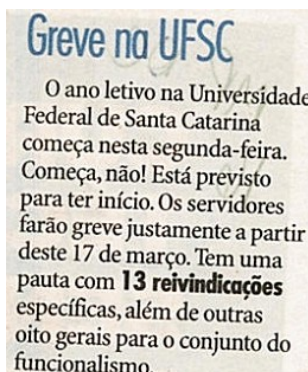 Greve na UFSC
O ano letivo na Universidade
Federal de Santa Catarina
começa nesta segunda-feira.
Começa, não! Está previsto
para ter início. Os servidores
farão greve justamente a partir
deste 17 de março. Tem uma
pauta com 13 reivindicações
específicas, além de outras
oito gerais para o conjunto do
funcionalismo.